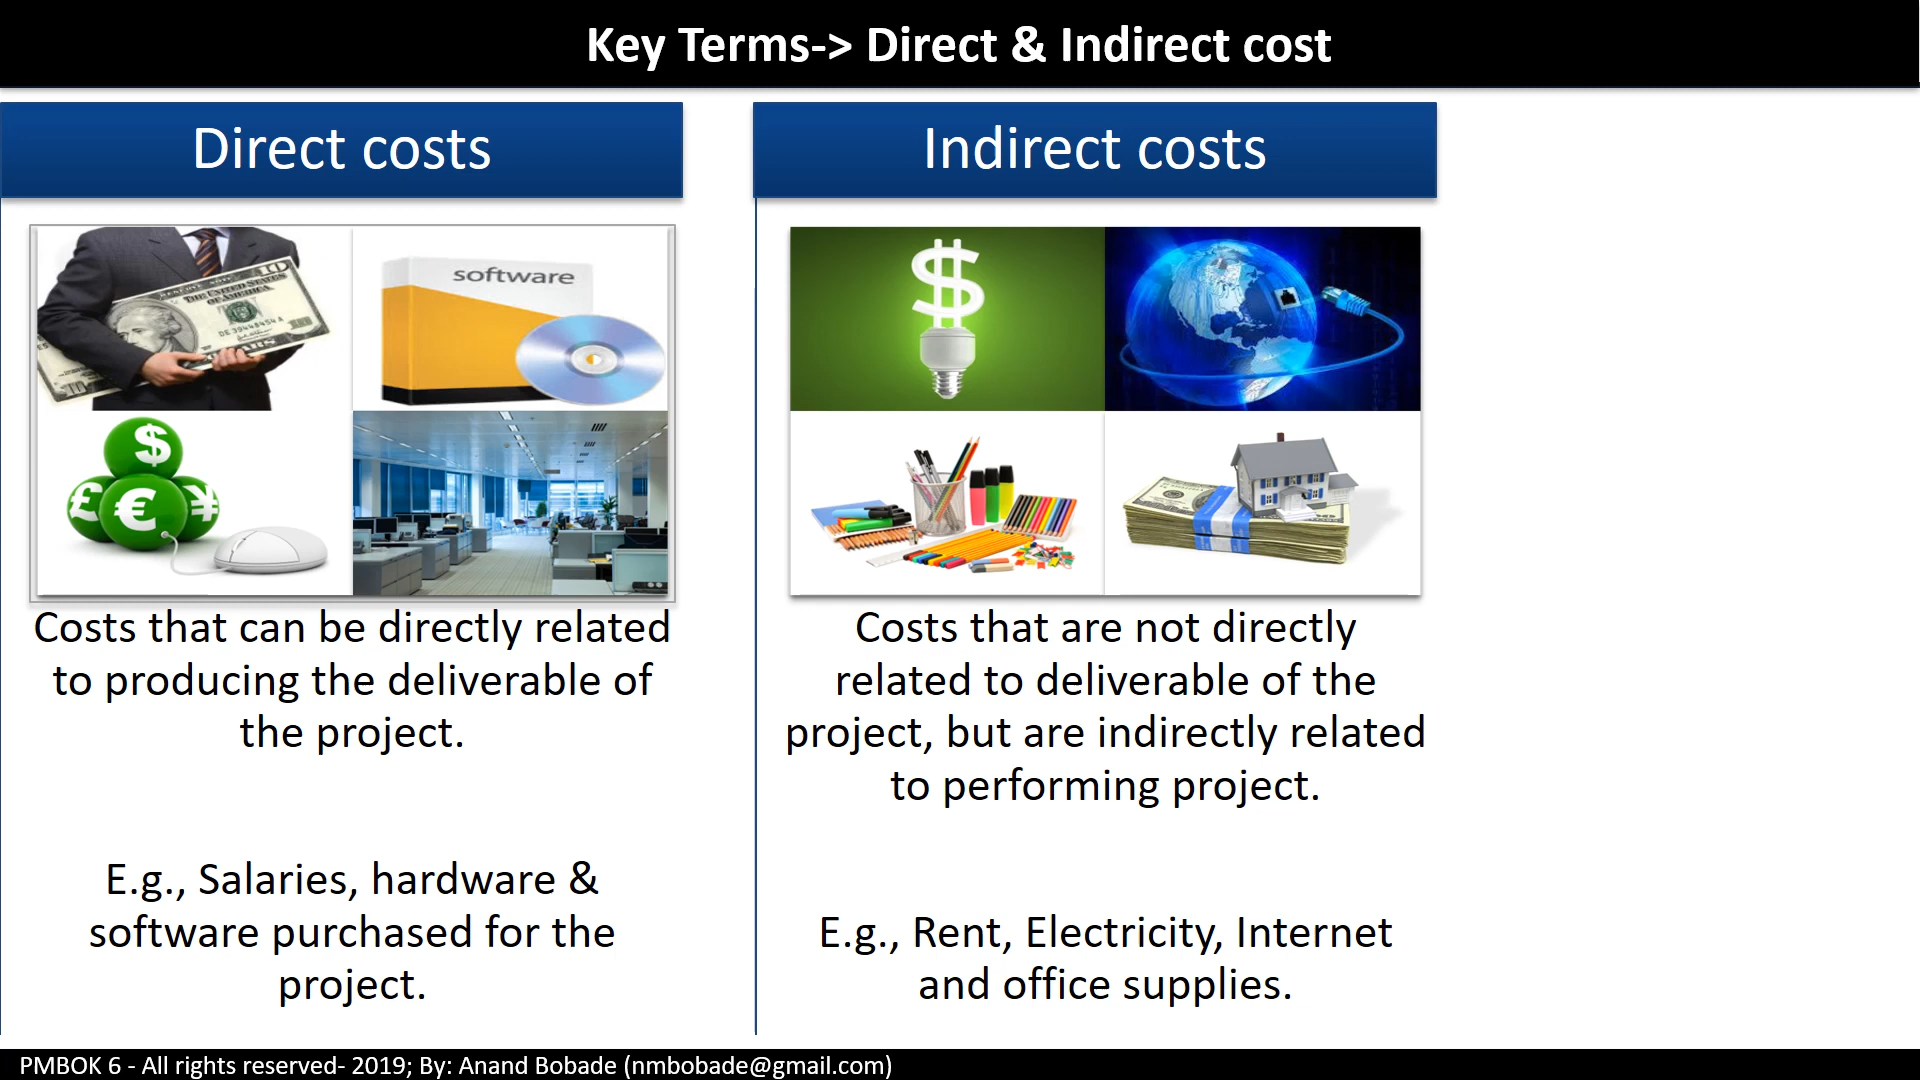 Key Terms-> Direct & Indirect cost
Direct costs
software
Costs that can be directly related
to producing the deliverable of
the project.
E.g., Salaries, hardware &
software purchased for the
project.
Indirect costs
Costs that are not directly
related to deliverable of the
project, but are indirectly related
to performing project.
E.g., Rent, Electricity, Internet
and office supplies.
PMBOK 6 - All rights reserved- 2019; By: Anand Bobade (nmbobade@gmail.com)